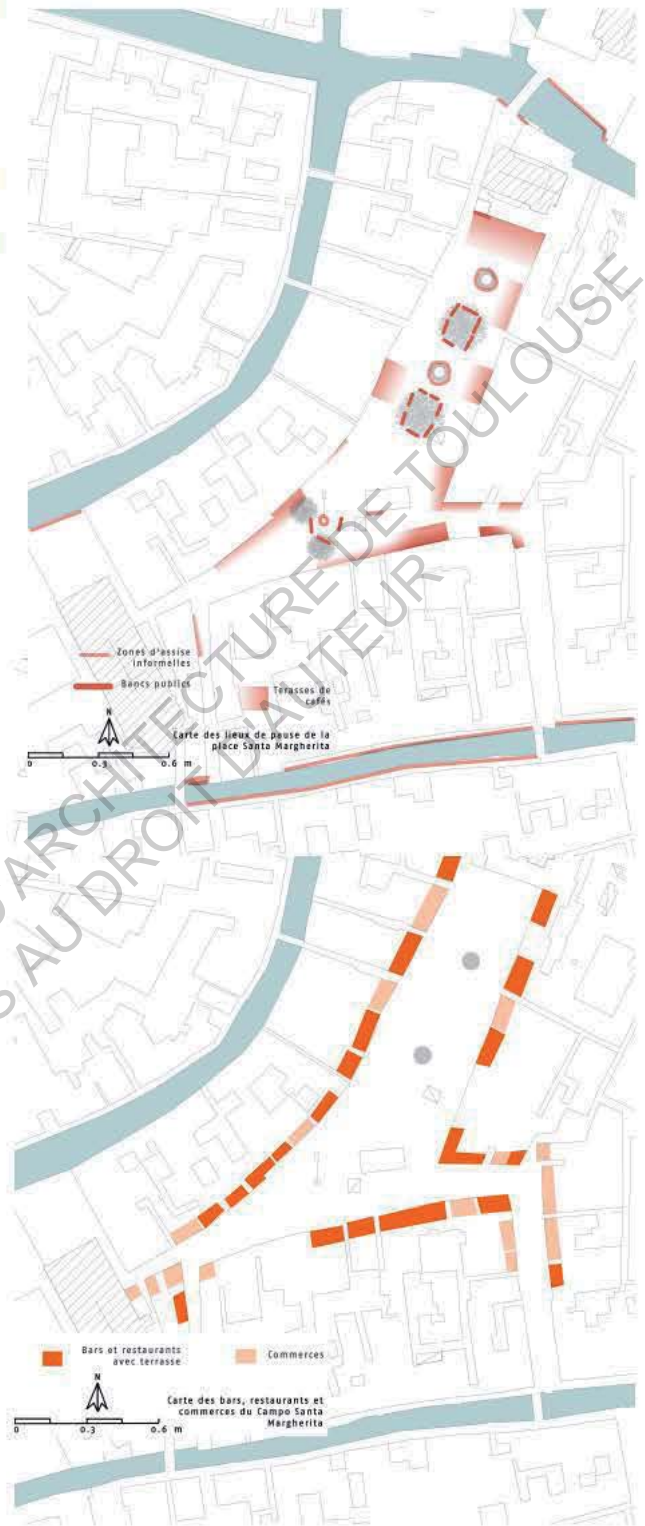 Zones d'assise
informelles
Bancs publics
Terasses de
cafés
N
Carte des lieux de pause de la
place Santa Margherita
0 0.3 0.6 m
ARCHITECTURE DE TOULOUSE
AU DROIT D'AUTEUR
Bars et restaurants
avec terrasse
Commerces
N
Carte des bars, restaurants et
commerces du Campo Santa
Margherita
0 0.3 0.6 m